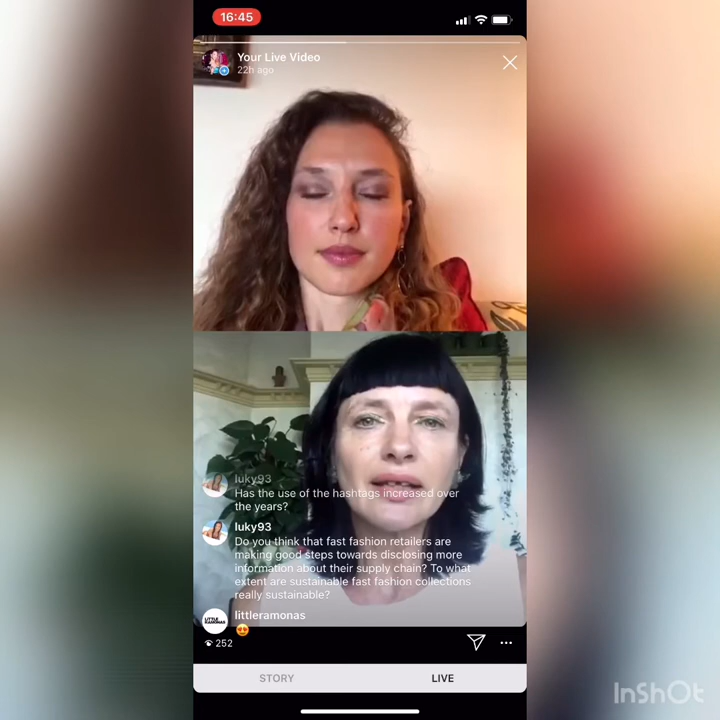 16:45
Your Live Video
22h ago
luky93
Has the use of the hashtags increased over
the years?
luky93
Do you think that fast fashion retailers are
making good steps towards disclosing more
information about their supply chain? To what
extent are sustainable fast fashion collections
really sustainable?
LITTLE
RAMONAS
littleramonas
😍
252
STORY
LIVE
InShOt